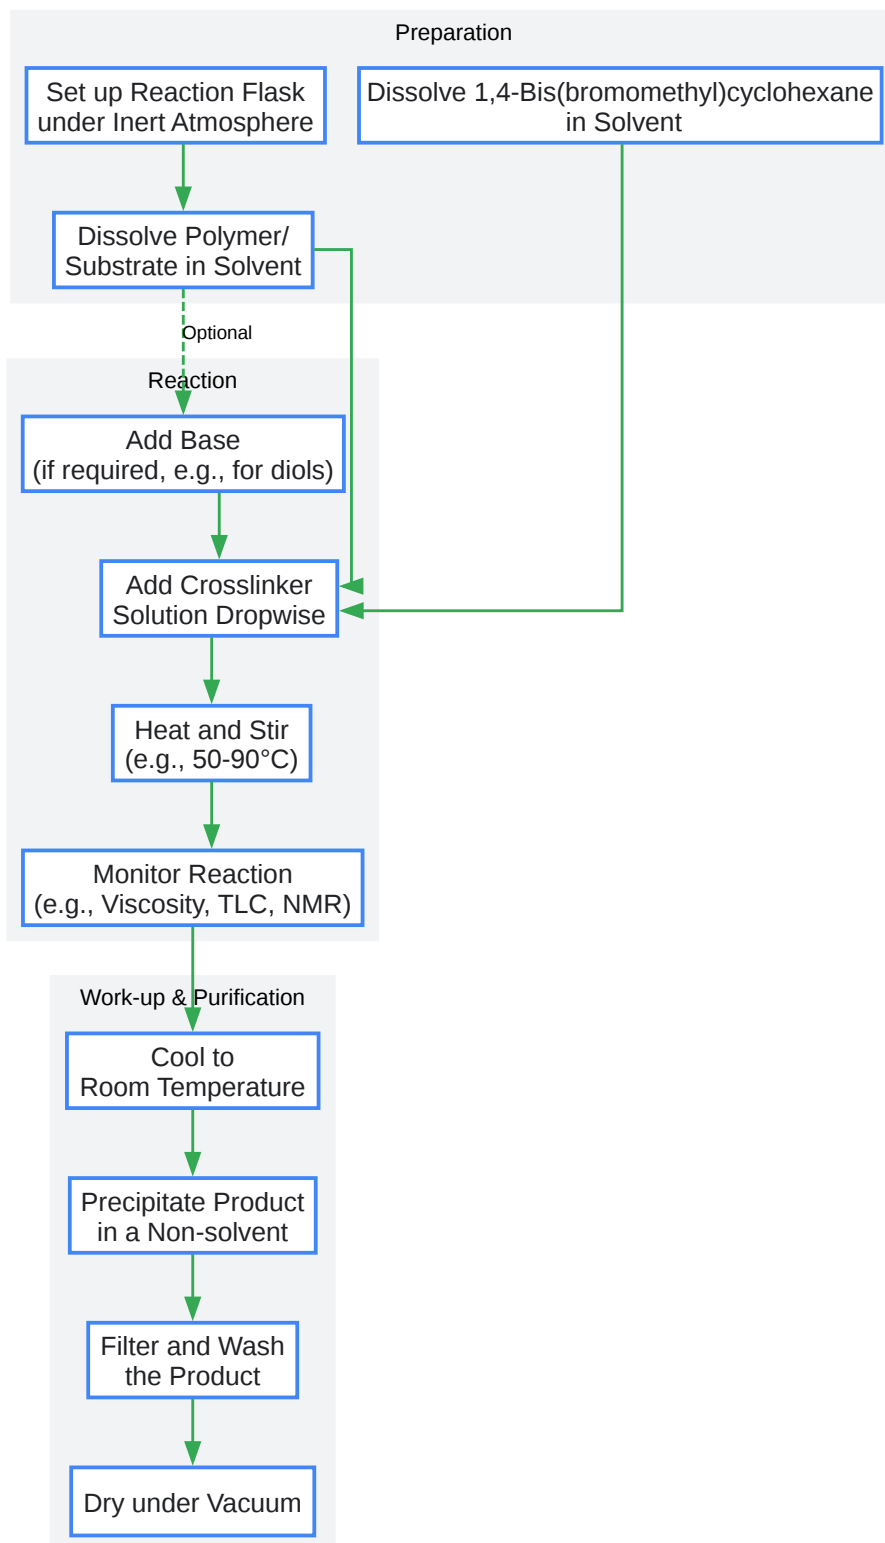 Preparation
Set up Reaction Flask
under Inert Atmosphere
Dissolve 1,4-Bis(bromomethyl)cyclohexane
in Solvent
Dissolve Polymer/
Substrate in Solvent
Optional
Reaction
Add Base
(if required, e.g., for diols)
Add Crosslinker
Solution Dropwise
Heat and Stir
(e.g., 50-90°C)
Monitor Reaction
(e.g., Viscosity, TLC, NMR)
Work-up & Purification
Cool to
Room Temperature
Precipitate Product
in a Non-solvent
Filter and Wash
the Product
Dry under Vacuum